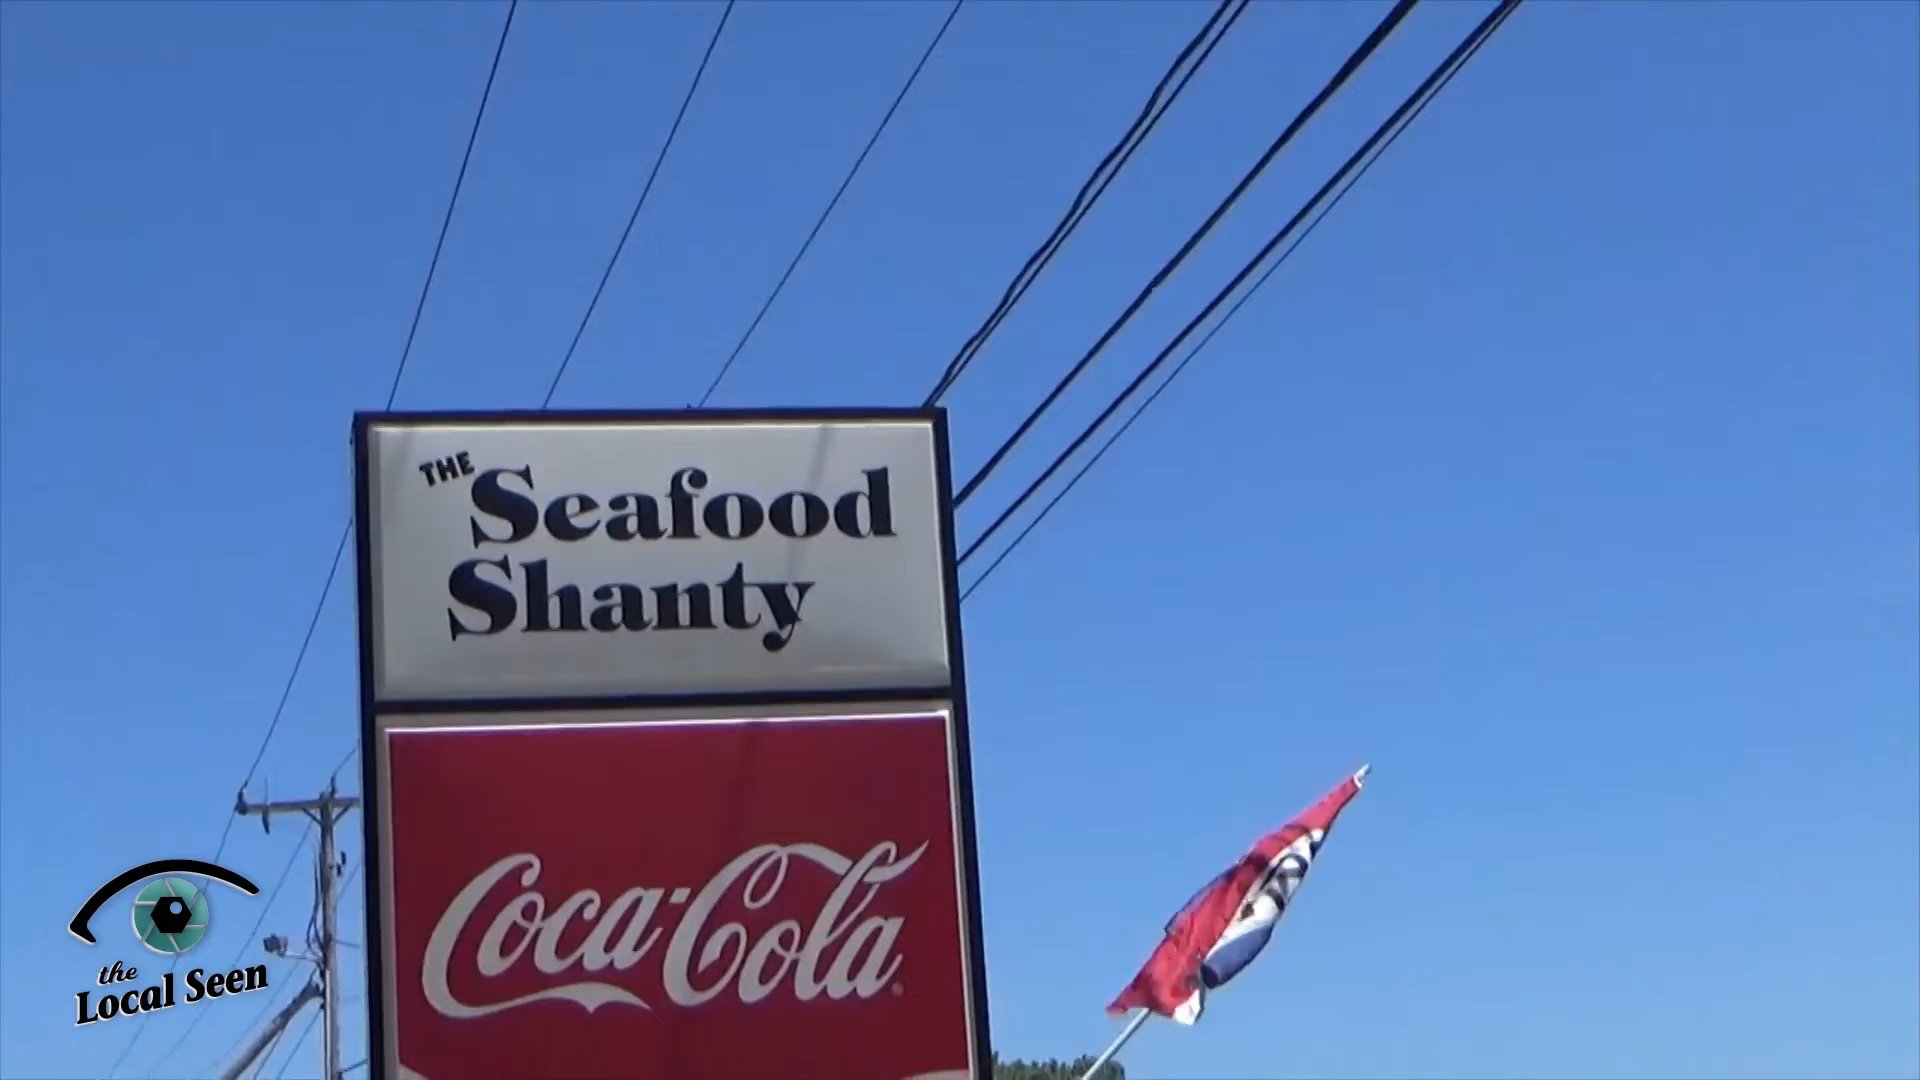 THE
Seafood
Shanty
Coca-Cola
the
Local Seen